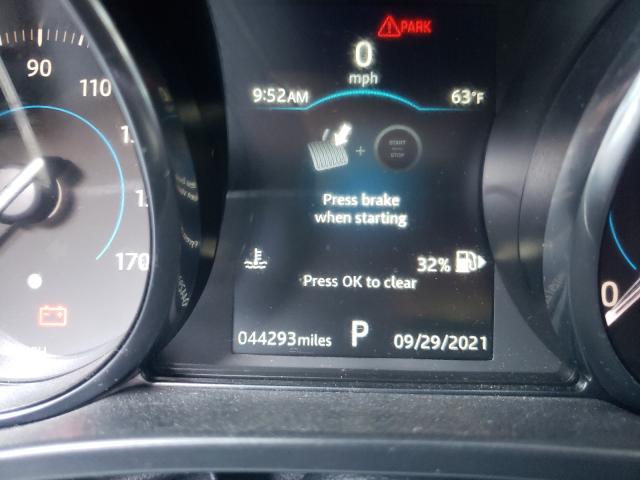 PARK
0
mph
90
110
9:52AM 63°F
START
STOP
Press brake
when starting
170
32%
Press OK to clear
0
044293miles P 09/29/2021